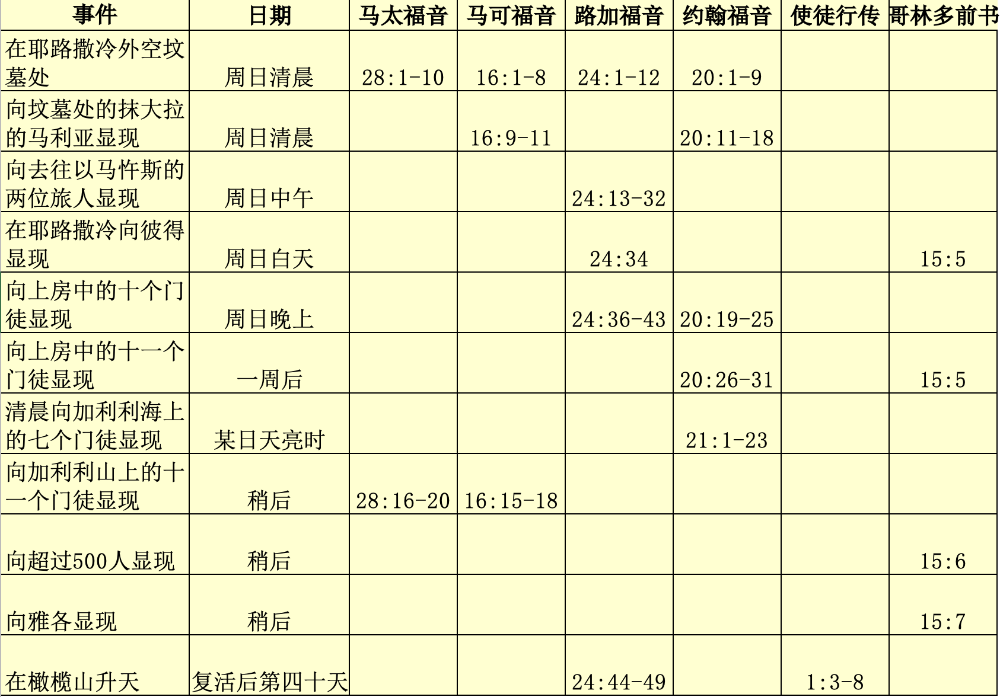 事件 日期 马太福音 马可福音 路加福音 约翰福音 使徒行传 哥林多前书
在耶路撒冷外空坟
墓处 周日清晨 28:1-10 16:1-8 24:1-12 20:1-9
向坟墓处的抹大拉
的马利亚显现 周日清晨 16:9-11 20:11-18
向去往以马忤斯的
两位旅人显现 周日中午 24:13-32
在耶路撒冷向彼得
显现 周日白天 24:34 15:5
向上房中的十个门
徒显现 周日晚上 24:36-43 20:19-25
向上房中的十一个
门徒显现 一周后 20:26-31 15:5
清晨向加利利海上
的七个门徒显现 某日天亮时 21:1-23
向加利利山上的十
一个门徒显现 稍后 28:16-20 16:15-18
向超过500人显现 稍后 15:6
向雅各显现 稍后 15:7
在橄榄山升天 复活后第四十天 24:44-49 1:3-8